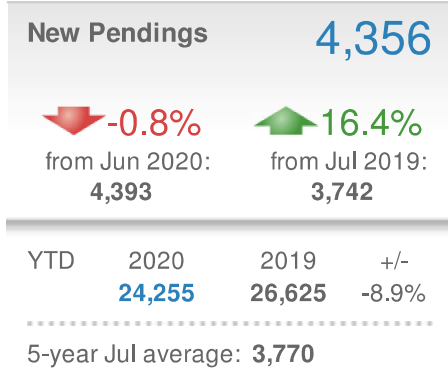 New Pendings 4,356
-0.8% 16.4%
from Jun 2020: from Jul 2019:
4,393 3,742
YTD 2020 2019 +/-
24,255 26,625 -8.9%
5-year Jul average: 3,770